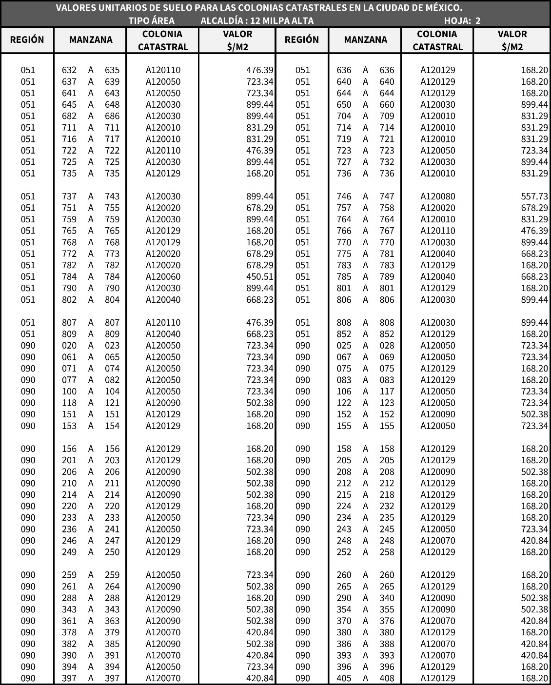 VALORES UNITARIOS DE SUELO PARA LAS COLONIAS CATASTRALES EN LA CIUDAD DE MÉXICO.
TIPO ÁREA ALCALDÍA : 12 MILPA ALTA HOJA: 2
REGIÓN MANZANA COLONIA CATASTRAL VALOR $/M2 REGIÓN MANZANA COLONIA CATASTRAL VALOR $/M2
051 632 A 635 A120110 476.39 051 636 A 636 A120129 168.20
051 637 A 639 A120050 723.34 051 640 A 640 A120129 168.20
051 641 A 643 A120050 723.34 051 644 A 644 A120129 168.20
051 645 A 648 A120030 899.44 051 650 A 660 A120030 899.44
051 682 A 686 A120030 899.44 051 704 A 709 A120010 831.29
051 711 A 711 A120010 831.29 051 714 A 714 A120010 831.29
051 716 A 717 A120010 831.29 051 719 A 721 A120010 831.29
051 722 A 722 A120110 476.39 051 723 A 723 A120050 723.34
051 725 A 725 A120030 899.44 051 727 A 732 A120030 899.44
051 735 A 735 A120129 168.20 051 736 A 736 A120010 831.29
051 737 A 743 A120030 899.44 051 746 A 747 A120080 557.73
051 751 A 755 A120020 678.29 051 757 A 758 A120020 678.29
051 759 A 759 A120030 899.44 051 764 A 764 A120010 831.29
051 765 A 765 A120129 168.20 051 766 A 767 A120110 476.39
051 768 A 768 A120129 168.20 051 770 A 770 A120030 899.44
051 772 A 773 A120020 678.29 051 775 A 781 A120040 668.23
051 782 A 782 A120020 678.29 051 783 A 783 A120129 168.20
051 784 A 784 A120060 450.51 051 785 A 789 A120040 668.23
051 790 A 790 A120030 899.44 051 801 A 801 A120129 168.20
051 802 A 804 A120040 668.23 051 806 A 806 A120030 899.44
051 807 A 807 A120110 476.39 051 808 A 808 A120030 899.44
051 809 A 809 A120040 668.23 051 852 A 852 A120129 168.20
090 020 A 023 A120050 723.34 090 025 A 028 A120050 723.34
090 061 A 065 A120050 723.34 090 067 A 069 A120050 723.34
090 071 A 074 A120050 723.34 090 075 A 075 A120129 168.20
090 077 A 082 A120050 723.34 090 083 A 083 A120129 168.20
090 100 A 104 A120050 723.34 090 106 A 117 A120050 723.34
090 118 A 121 A120090 502.38 090 122 A 123 A120050 723.34
090 151 A 151 A120129 168.20 090 152 A 152 A120090 502.38
090 153 A 154 A120129 168.20 090 155 A 155 A120050 723.34
090 156 A 156 A120129 168.20 090 158 A 158 A120129 168.20
090 201 A 203 A120129 168.20 090 205 A 205 A120129 168.20
090 206 A 206 A120090 502.38 090 208 A 208 A120090 502.38
090 210 A 211 A120090 502.38 090 212 A 212 A120129 168.20
090 214 A 214 A120090 502.38 090 215 A 218 A120129 168.20
090 220 A 220 A120129 168.20 090 224 A 232 A120129 168.20
090 233 A 233 A120050 723.34 090 234 A 235 A120129 168.20
090 236 A 241 A120050 723.34 090 243 A 245 A120050 723.34
090 246 A 247 A120129 168.20 090 248 A 248 A120070 420.84
090 249 A 250 A120129 168.20 090 252 A 258 A120129 168.20
090 259 A 259 A120050 723.34 090 260 A 260 A120129 168.20
090 261 A 264 A120090 502.38 090 265 A 265 A120129 168.20
090 288 A 288 A120129 168.20 090 290 A 340 A120090 502.38
090 343 A 343 A120090 502.38 090 354 A 355 A120090 502.38
090 361 A 363 A120090 502.38 090 370 A 376 A120070 420.84
090 378 A 379 A120070 420.84 090 380 A 380 A120129 168.20
090 382 A 385 A120090 502.38 090 386 A 388 A120070 420.84
090 390 A 391 A120070 420.84 090 393 A 393 A120070 420.84
090 394 A 394 A120050 723.34 090 396 A 396 A120129 168.20
090 397 A 397 A120070 420.84 090 405 A 408 A120129 168.20